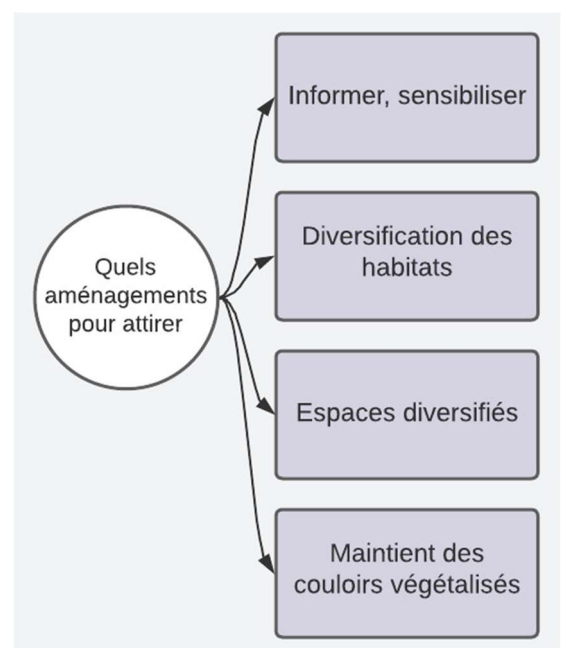 Quels
aménagements
pour attirer
Informer, sensibiliser
Diversification des
habitats
Espaces diversifiés
Maintient des
couloirs végétalisés